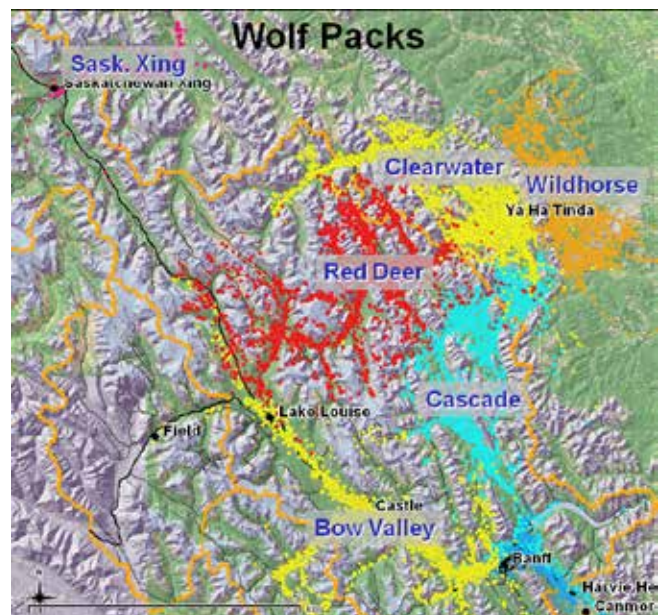 Wolf Packs
Sask. Xing
Saskatchewan Xing
Clearwater
Wildhorse
Ya Ha Tinda
Red Deer
Cascade
Lake Louise
Field
Castle
Bow Valley
Banff
Canmor